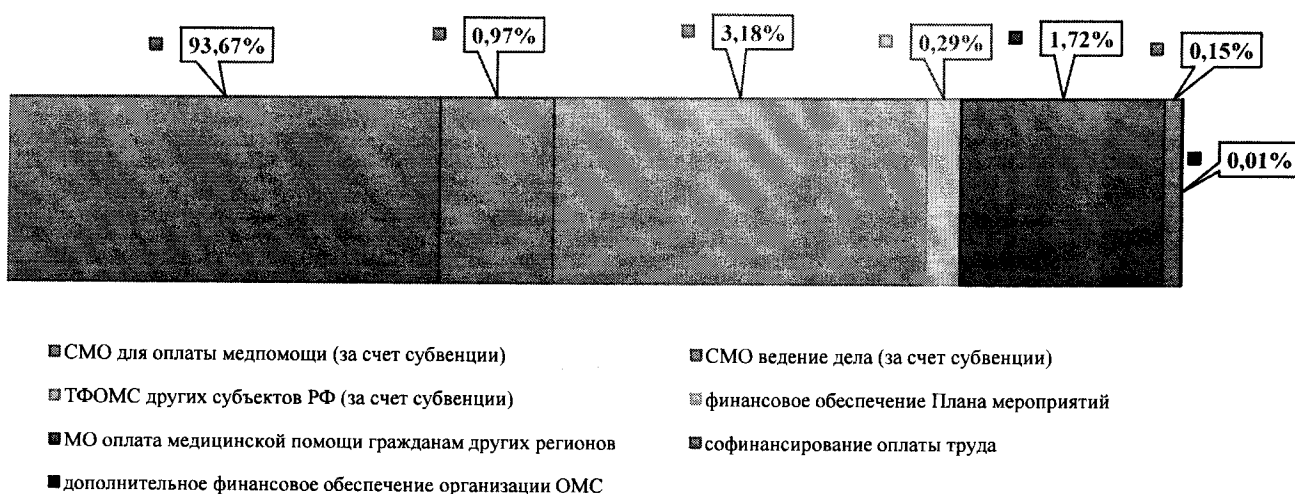 93,67%
0,97%
3,18%
0,29%
1,72%
0,15%
0,01%
СМО для оплаты медпомощи (за счет субвенции)
СМО ведение дела (за счет субвенции)
ТФОМС других субъектов РФ (за счет субвенции)
финансовое обеспечение Плана мероприятий
МО оплата медицинской помощи гражданам других регионов
софинансирование оплаты труда
дополнительное финансовое обеспечение организации ОМС